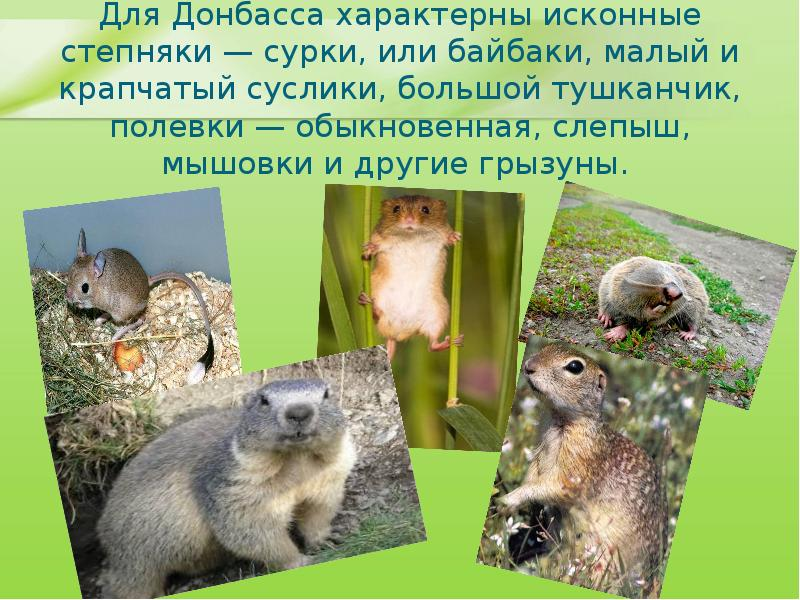 Для Донбасса характерны исконные
степняки — сурки, или байбаки, малый и
крапчатый суслики, большой тушканчик,
полевки — обыкновенная, слепыш,
мышовки и другие грызуны.